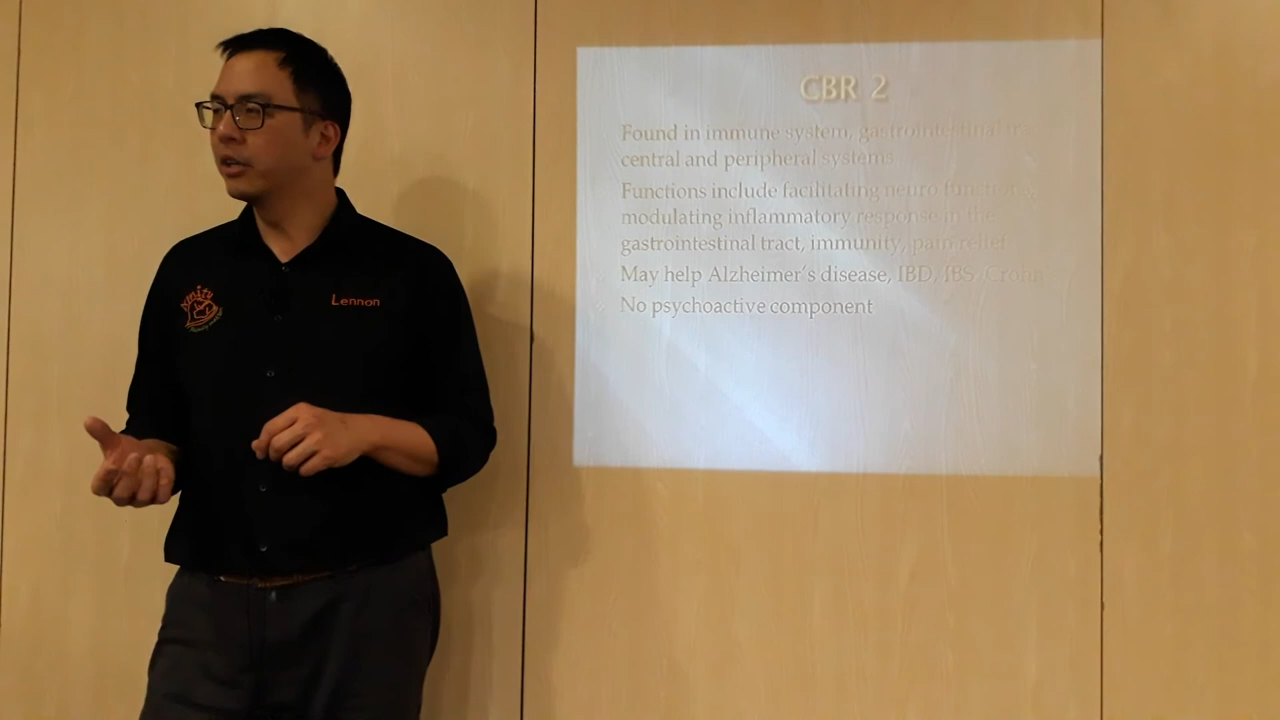 CBR 2
Found in immune system, gastrointestinal
central and peripheral systems
Functions include facilitating neuro
modulating inflammatory response in the
gastrointestinal tract, immunity, pain relief
May help Alzheimer's disease, IBD, IBS, Crohn
No psychoactive component
Lennon